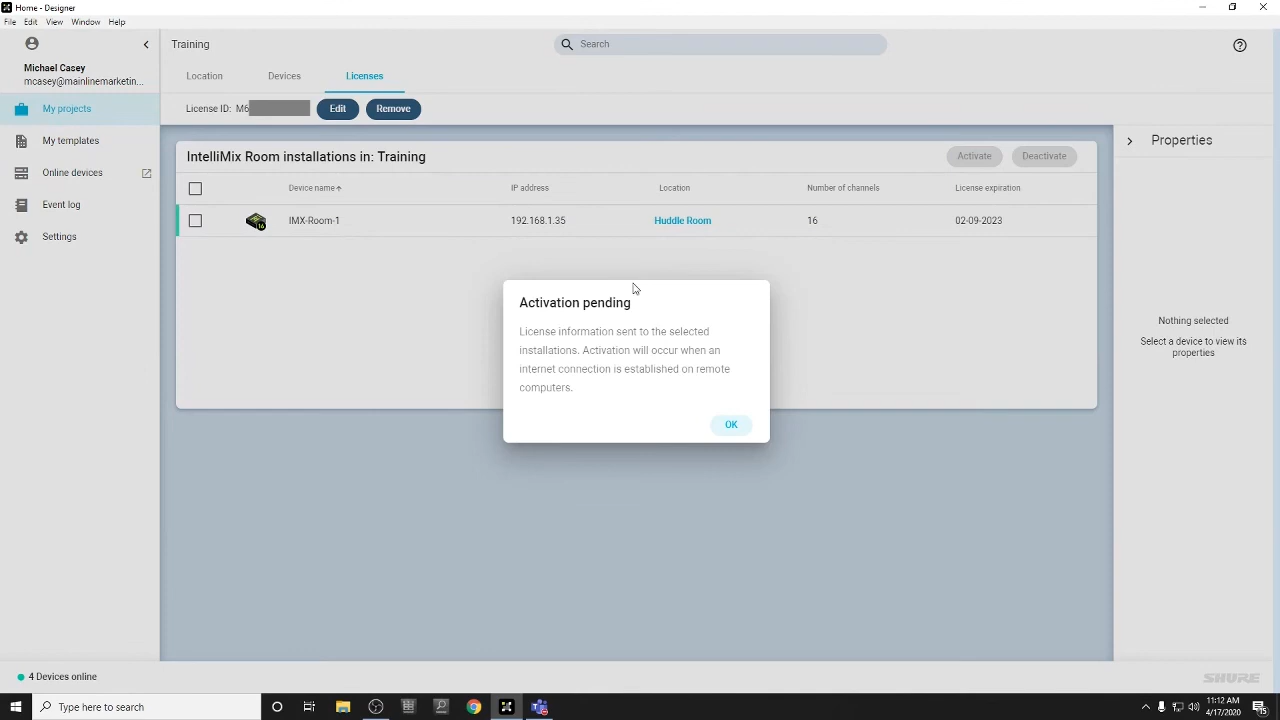 Home - Designer
File Edit View Window Help
Michael Casey
mcasey@mainlinemarketin...
My projects
My templates
Online devices
Event log
Settings
Training
Search
Location Devices Licenses
License ID: M6 Edit Remove
IntelliMix Room installations in: Training Activate Deactivate
Device name IP address Location Number of channels License expiration
16 IMX-Room-1 192.168.1.35 Huddle Room 16 02-09-2023
Activation pending
License information sent to the selected
installations. Activation will occur when an
internet connection is established on remote
computers.
OK
Properties
Nothing selected
Select a device to view its
properties
4 Devices online
SHURE
Type here to search
11:12 AM
4/17/2020
15